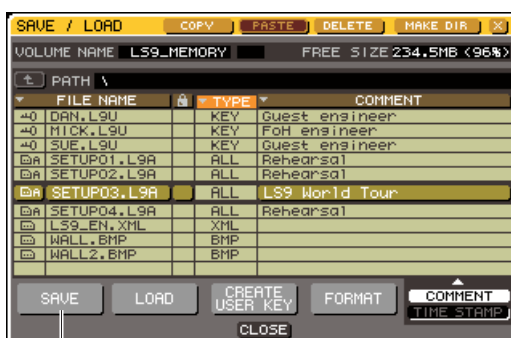 SAVE / LOAD COPY PASTE DELETE MAKE DIR X
VOLUME NAME LS9_MEMORY FREE SIZE 234.5MB (96%)
PATH \
FILE NAME TYPE COMMENT
DAN.L9U KEY Guest engineer
MICK.L9U KEY FoH engineer
SUE.L9U KEY Guest engineer
SETUP01.L9A ALL Rehearsal
SETUP02.L9A ALL Rehearsal
SETUP03.L9A ALL LS9 World Tour
SETUP04.L9A ALL Rehearsal
LS9_EN.XML XML
WALL.BMP BMP
WALL2.BMP BMP
SAVE LOAD CREATE USER KEY FORMAT COMMENT
TIME STAMP
CLOSE